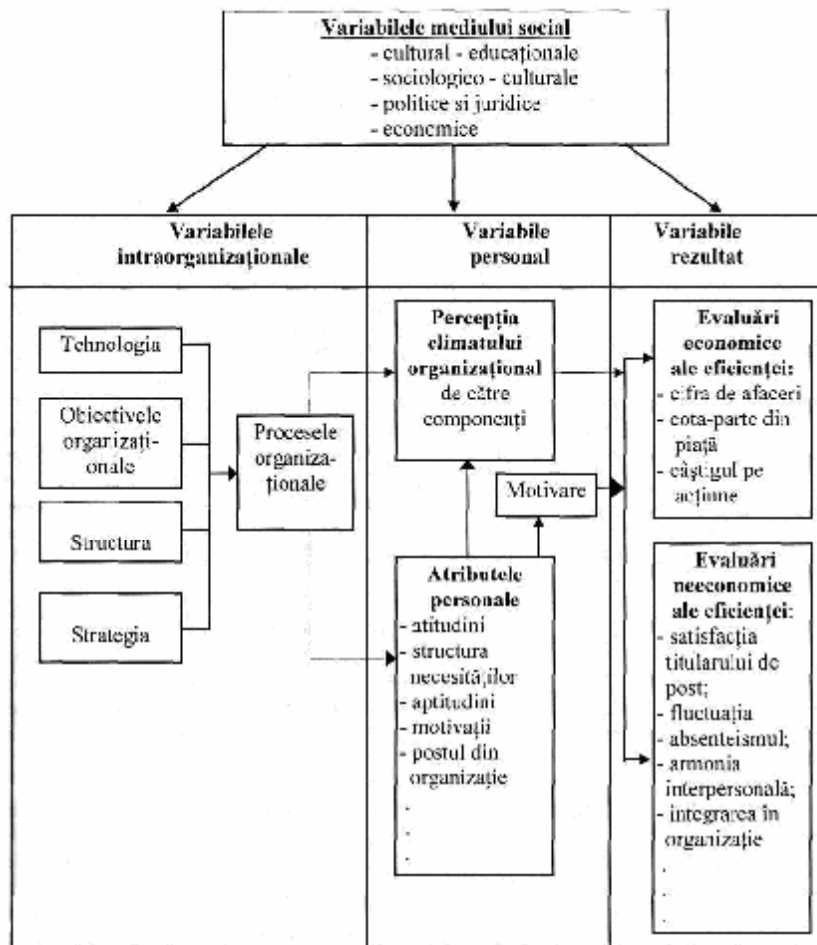 Variabilele mediului social
- cultural - educaționale
- sociologico - culturale
- politice si juridice
- economice
Variabilele
intraorganizaționale
Variabile
personal
Variabile
rezultat
Tehnologia
Obiectivele
organizați-
onale
Structura
Strategia
Procesele
organiza-
ționale
Percepția
climatului
organizațional
de către
componenți
Motivare
Atributele
personale
- atitudini
- structura
necesităților
- aptitudini
- motivații
- postul din
organizație
.
.
.
Evaluări
economice
ale eficienței:
- cifra de afaceri
- cota-parte din
piață
- câștigul pe
acțiune
Evaluări
neeconomice
ale eficienței:
- satisfacția
titularului de
post;
- fluctuația
- absenteismul;
- armonia
interpersonală;
- integrarea în
organizație
.
.
.